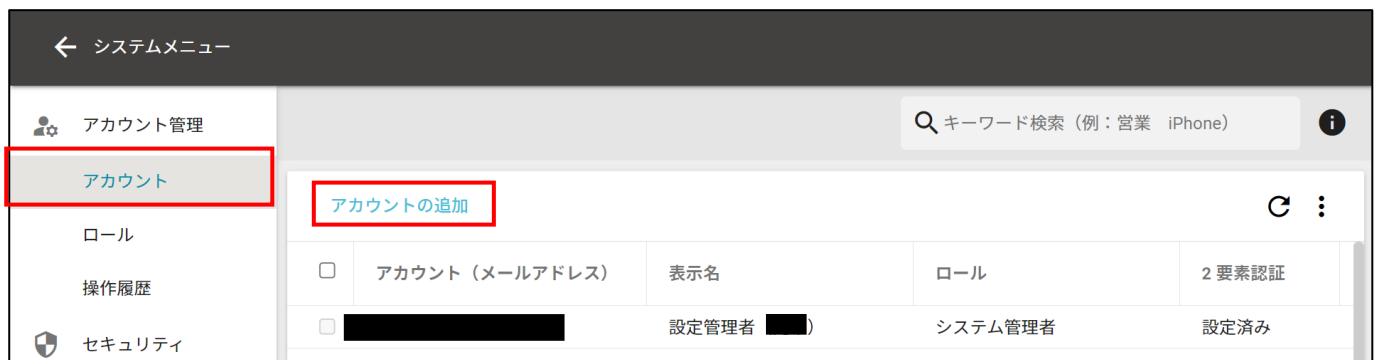 システムメニュー
アカウント管理
キーワード検索（例：営業　iPhone）
アカウント
アカウントの追加
ロール
アカウント（メールアドレス）　表示名　ロール　2 要素認証
操作履歴
設定管理者　）　システム管理者　設定済み
セキュリティ